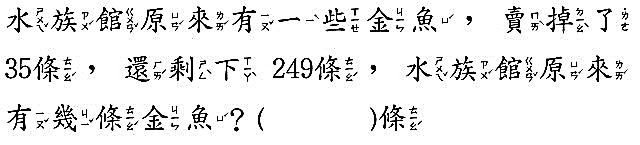 水族館原來有一些金魚，賣掉了
35條，還剩下249條，水族館原來
有幾條金魚？(　　　　)條